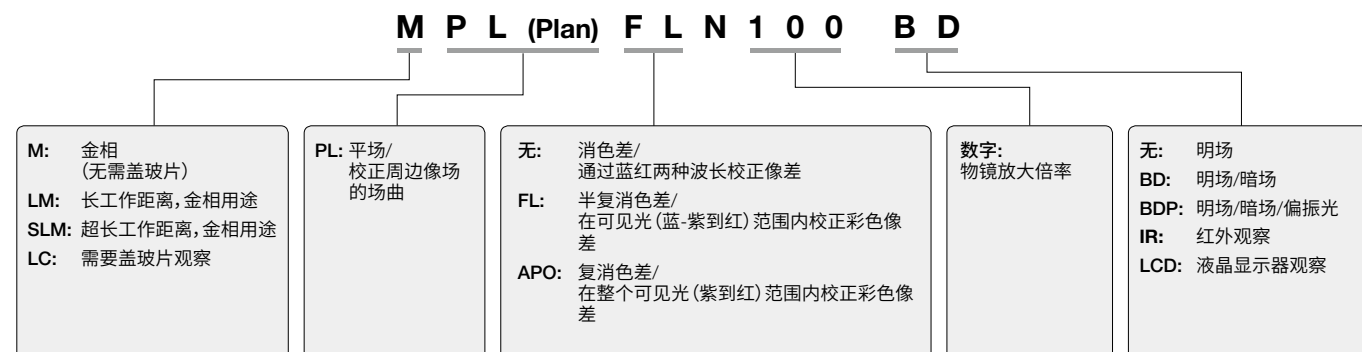 M P L (Plan) F L N 1 0 0 B D
M: 金相
(无需盖玻片)
LM: 长工作距离,金相用途
SLM: 超长工作距离,金相用途
LC: 需要盖玻片观察
PL: 平场/
校正周边像场
的场曲
无: 消色差/
通过蓝红两种波长校正像差
FL: 半复消色差/
在可见光(蓝-紫到红)范围内校正彩色像
差
APO: 复消色差/
在整个可见光(紫到红)范围内校正彩色像
差
数字:
物镜放大倍率
无: 明场
BD: 明场/暗场
BDP: 明场/暗场/偏振光
IR: 红外观察
LCD: 液晶显示器观察